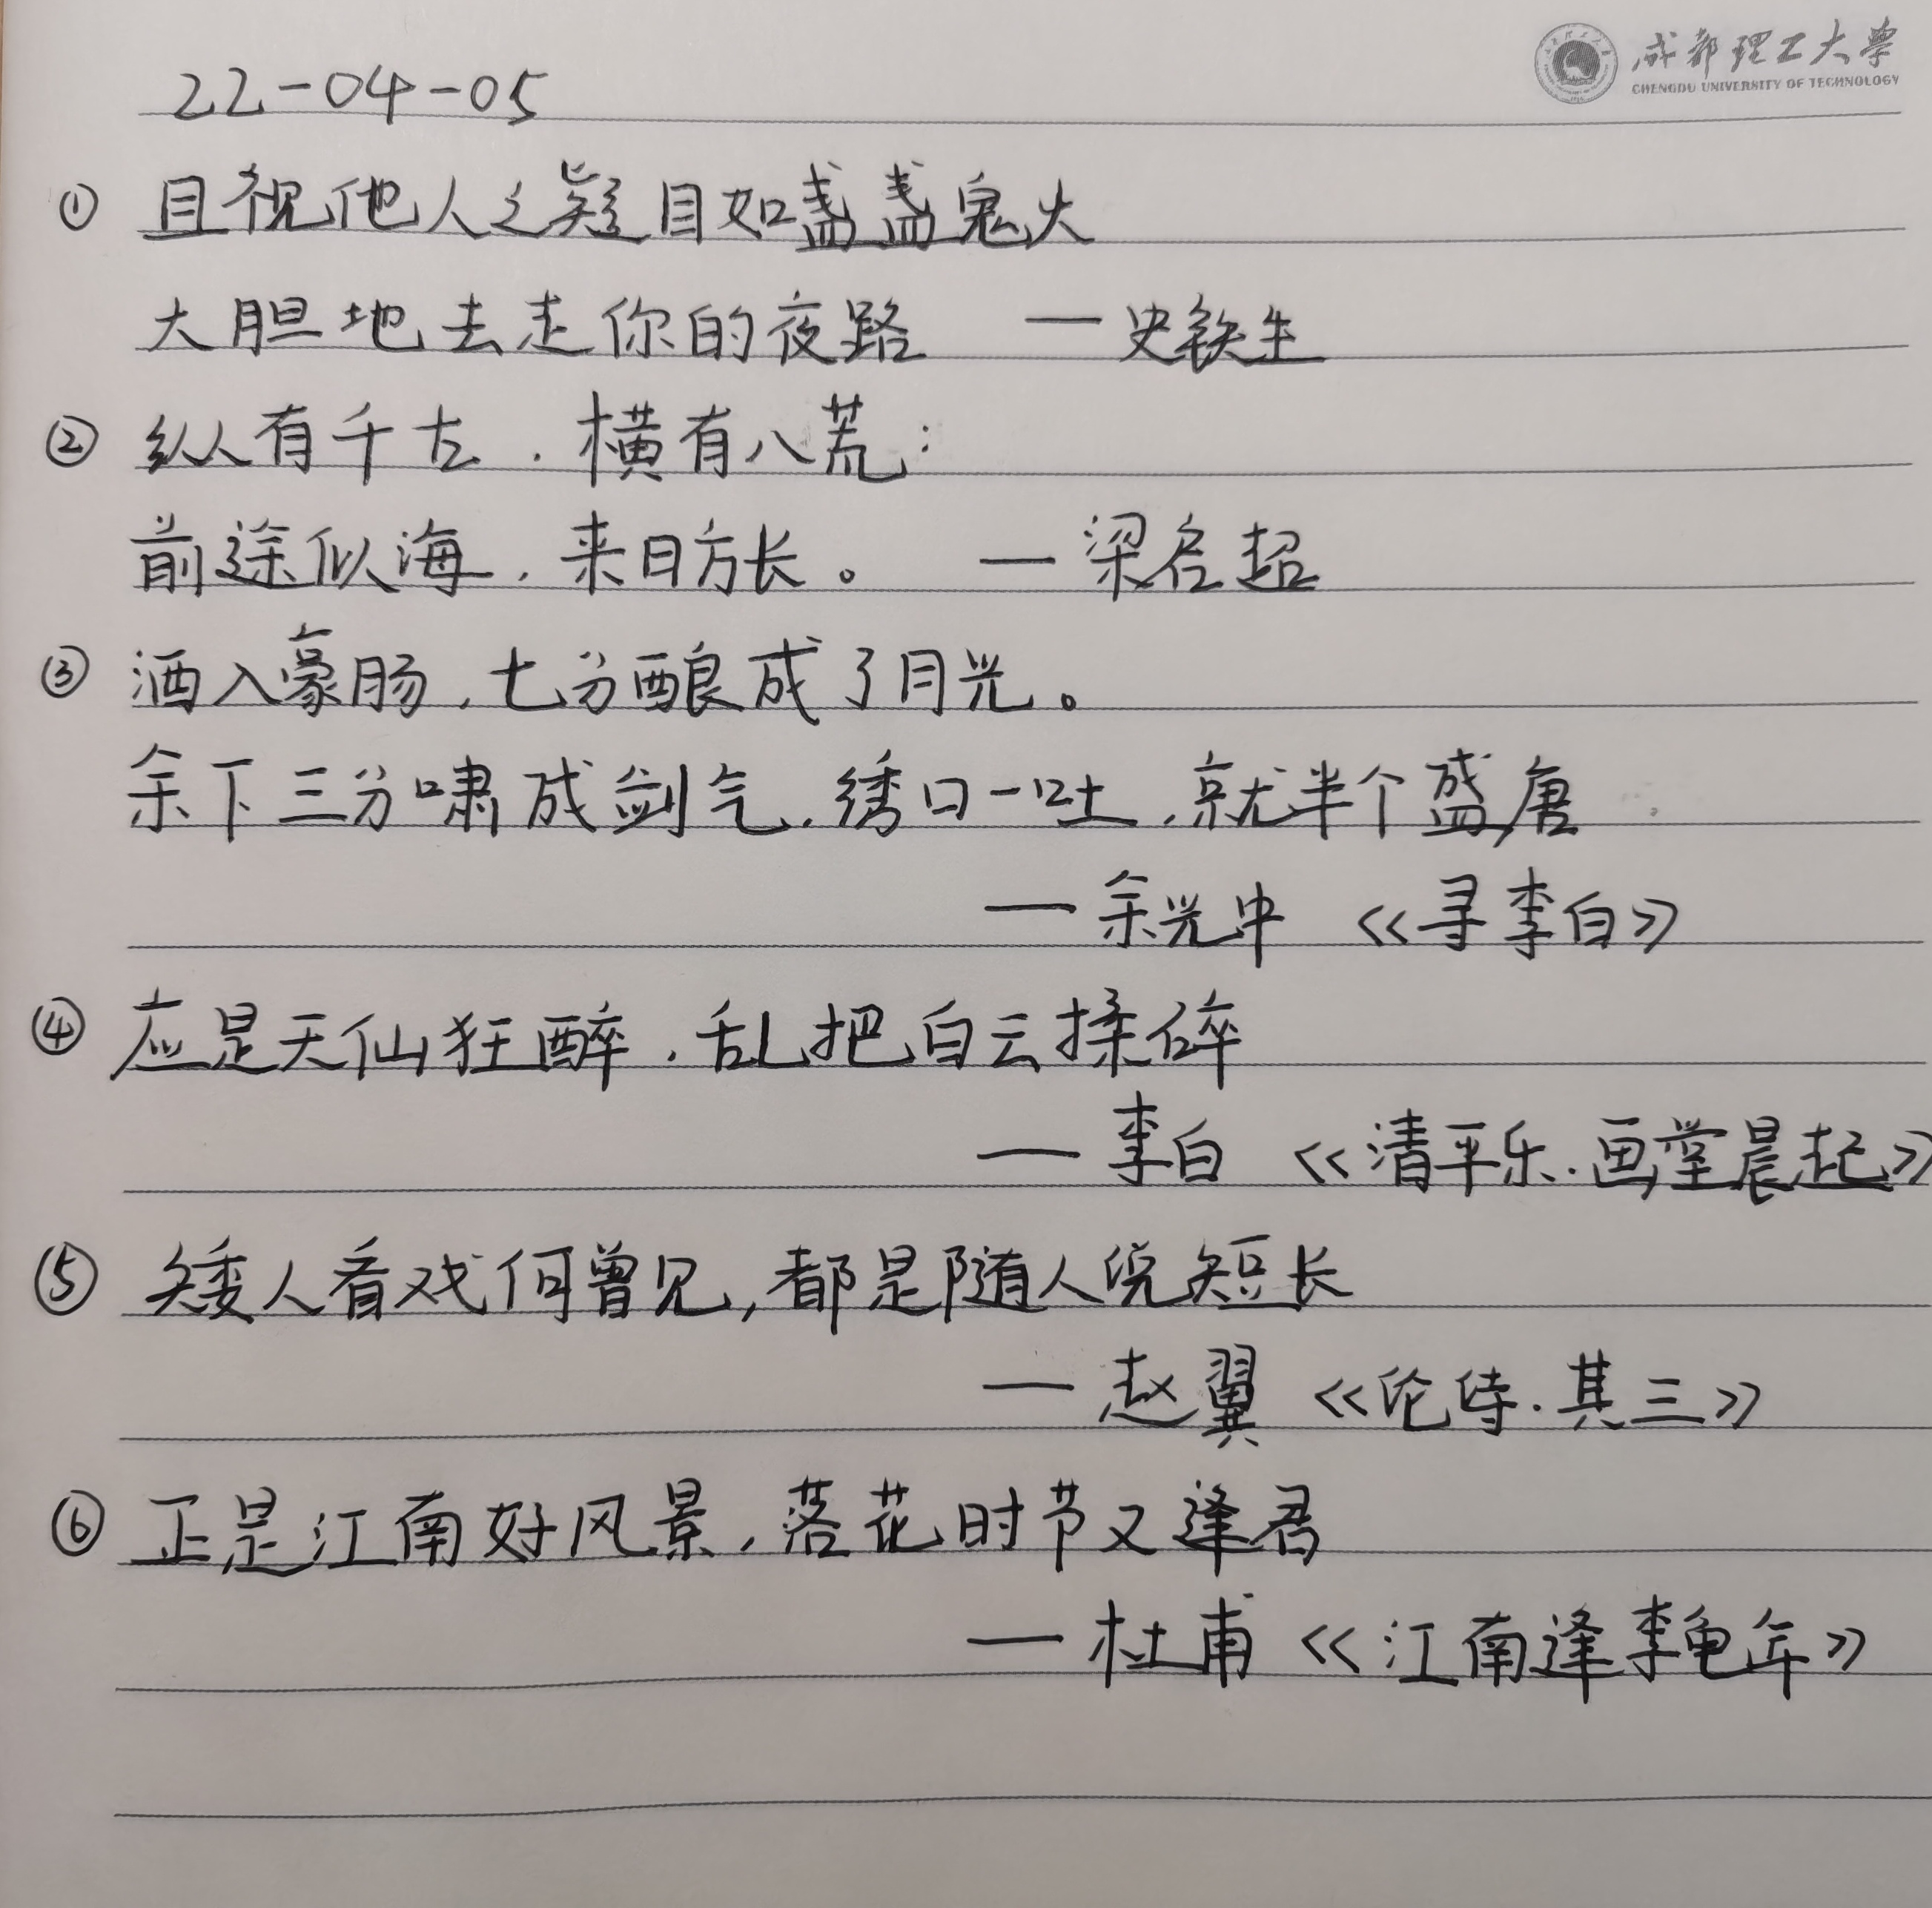 成都理工大学
CHENGDU UNIVERSITY OF TECHNOLOGY
22-04-05
① 且视他人之疑目如盏盏鬼火
大胆地去走你的夜路 — 史铁生
② 纵有千古，横有八荒：
前途似海，来日方长。 — 梁启超
③ 酒入豪肠，七分酿成了月光。
余下三分啸成剑气，绣口一吐，就半个盛唐
— 余光中 《寻李白》
④ 应是天仙狂醉，乱把白云揉碎
— 李白 《清平乐·画堂晨起》
⑤ 矮人看戏何曾见，都是随人说短长
— 赵翼 《论诗·其三》
⑥ 正是江南好风景，落花时节又逢君
— 杜甫 《江南逢李龟年》